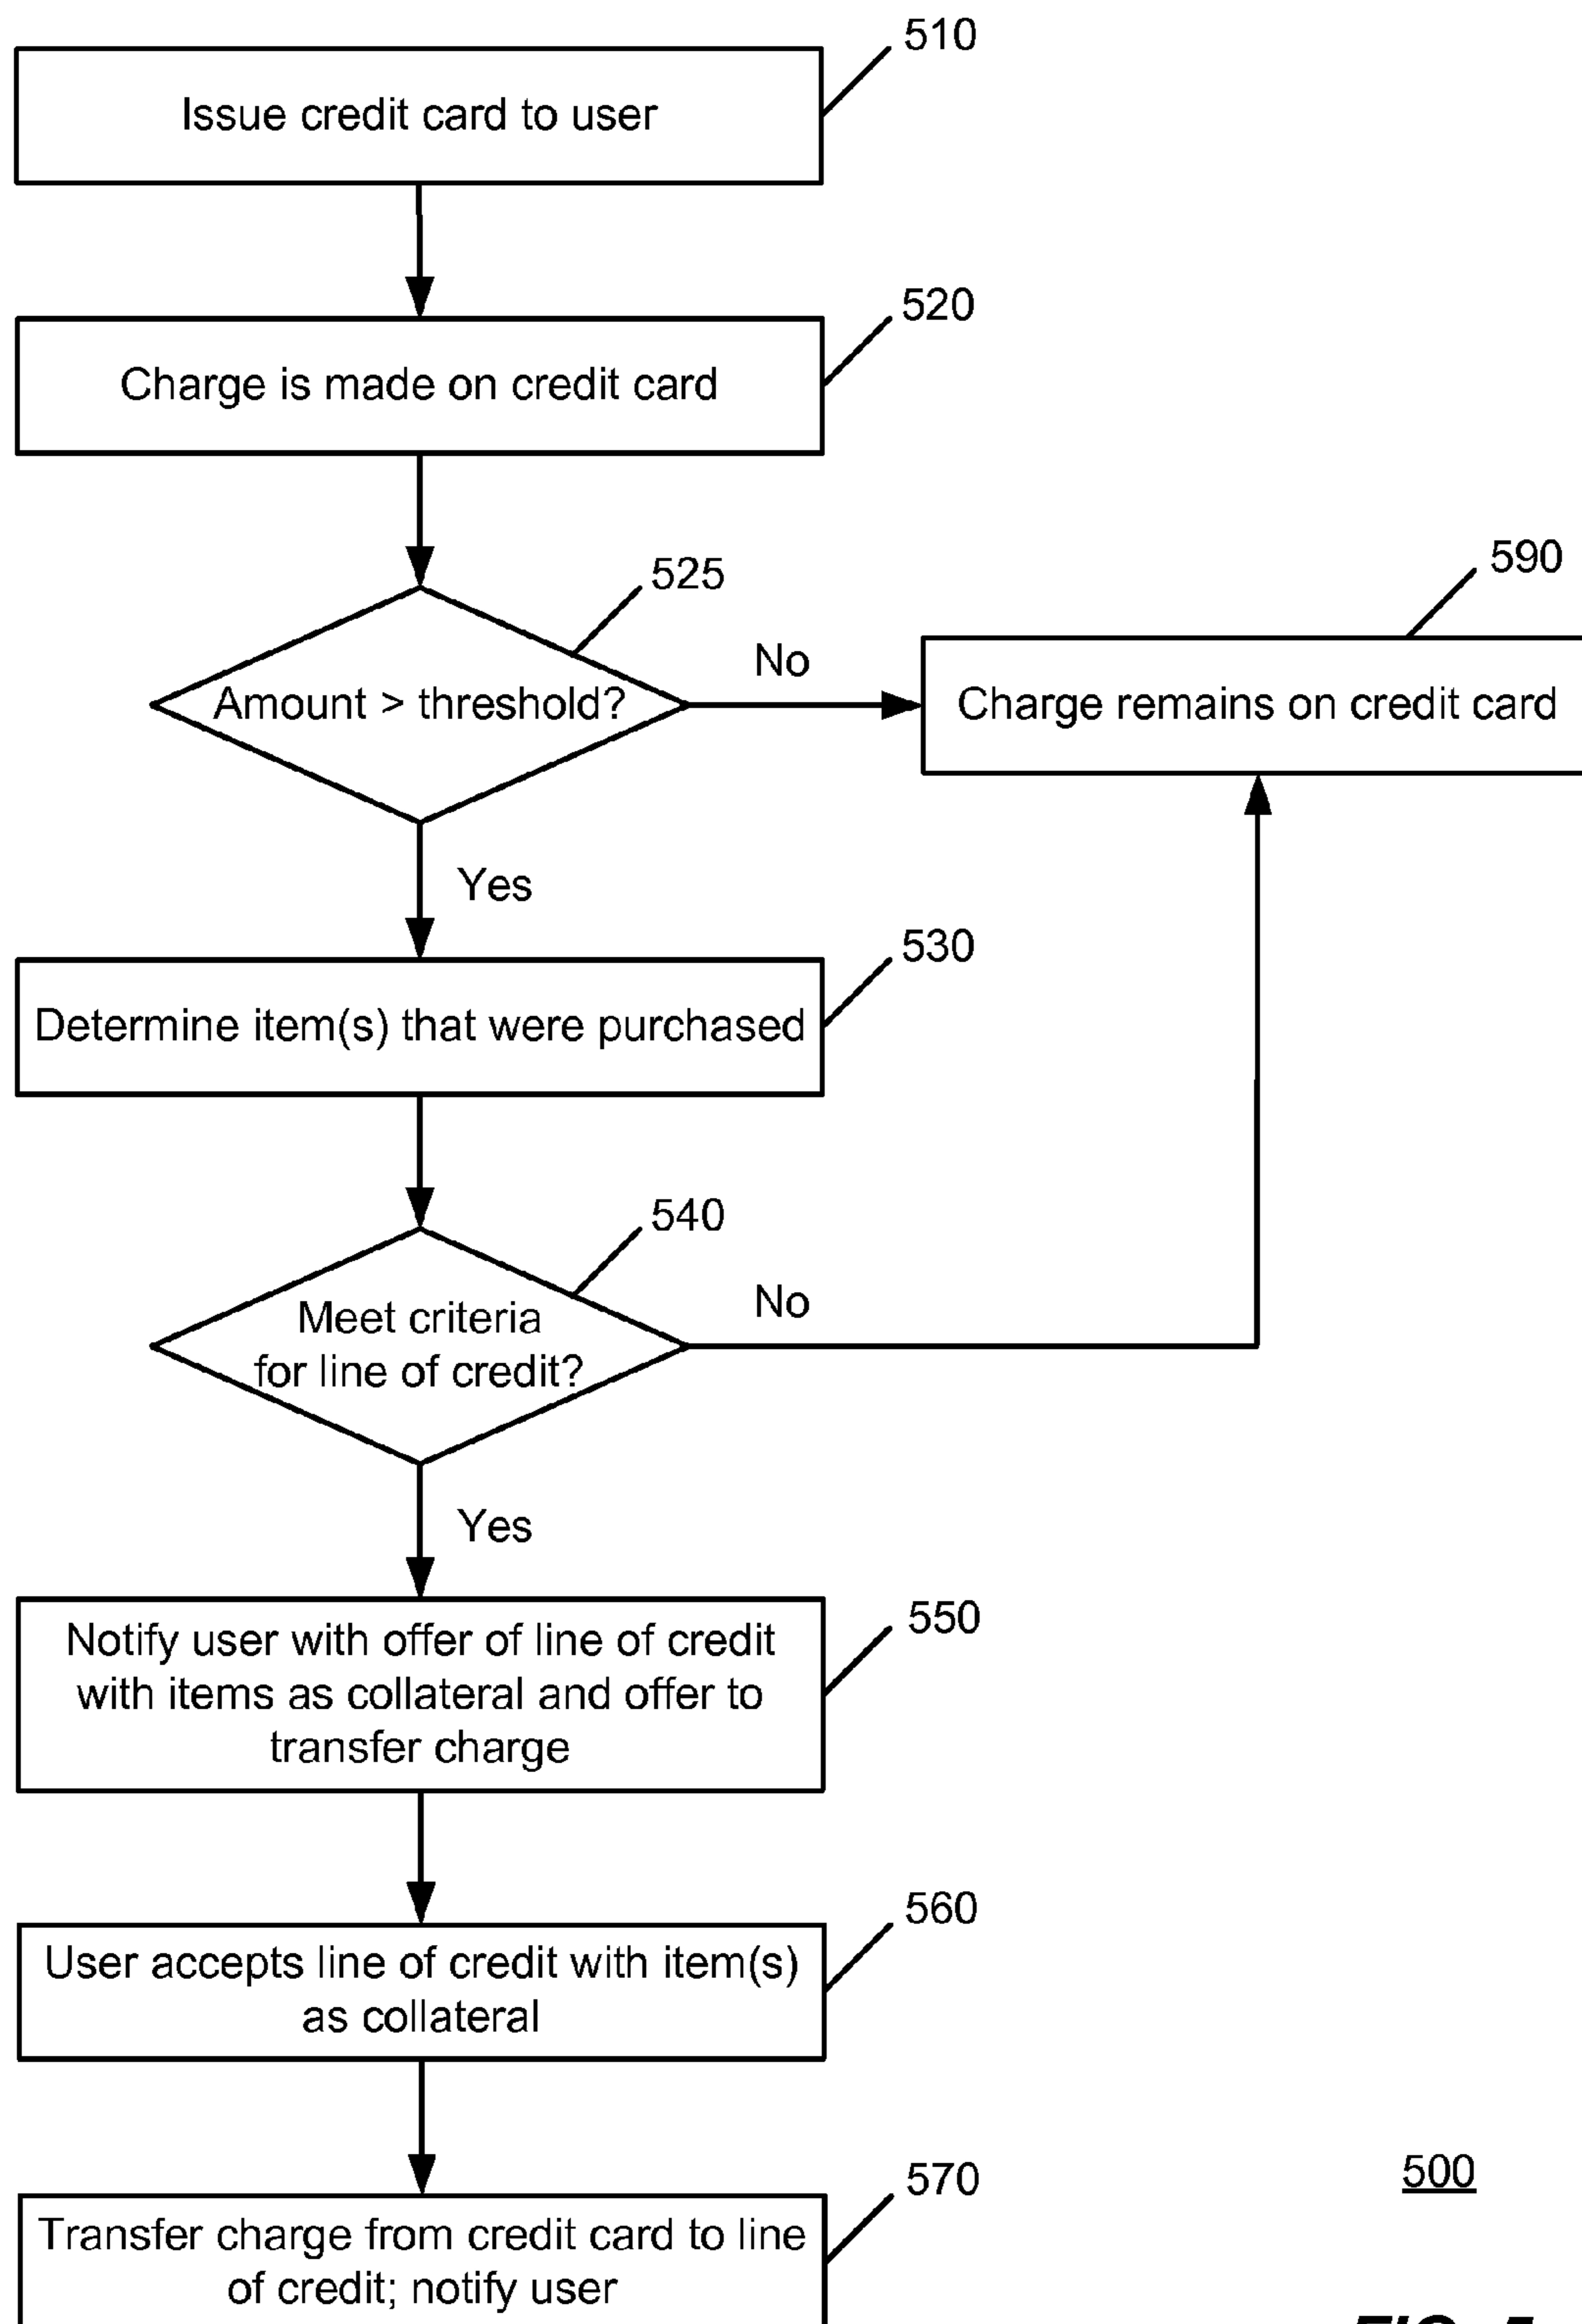 510
Issue credit card to user
520
Charge is made on credit card
525
Amount > threshold?
No
590
Charge remains on credit card
Yes
530
Determine item(s) that were purchased
540
Meet criteria
for line of credit?
No
Yes
550
Notify user with offer of line of credit
with items as collateral and offer to
transfer charge
560
User accepts line of credit with item(s)
as collateral
570
Transfer charge from credit card to line
of credit; notify user
500